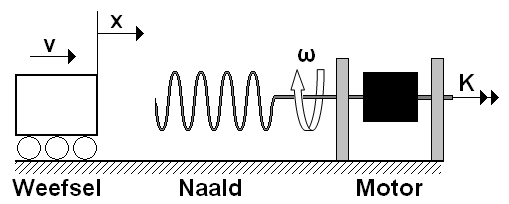 x
v
ω
K
Weefsel Naald Motor